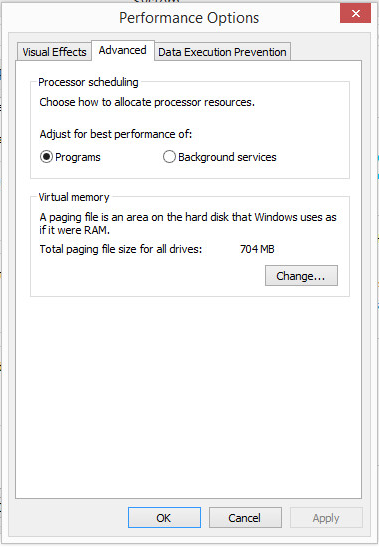 Performance Options
Visual Effects Advanced Data Execution Prevention
Processor scheduling
Choose how to allocate processor resources.
Adjust for best performance of:
Programs Background services
Virtual memory
A paging file is an area on the hard disk that Windows uses as
if it were RAM.
Total paging file size for all drives: 704 MB
Change...
OK Cancel Apply